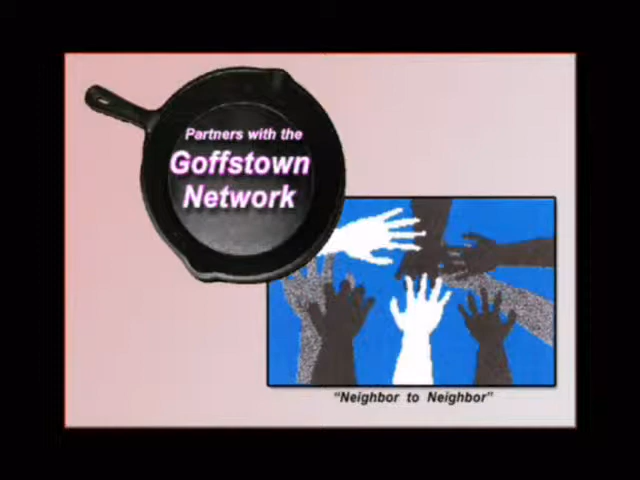 Partners with the
Goffstown
Network
"Neighbor to Neighbor"